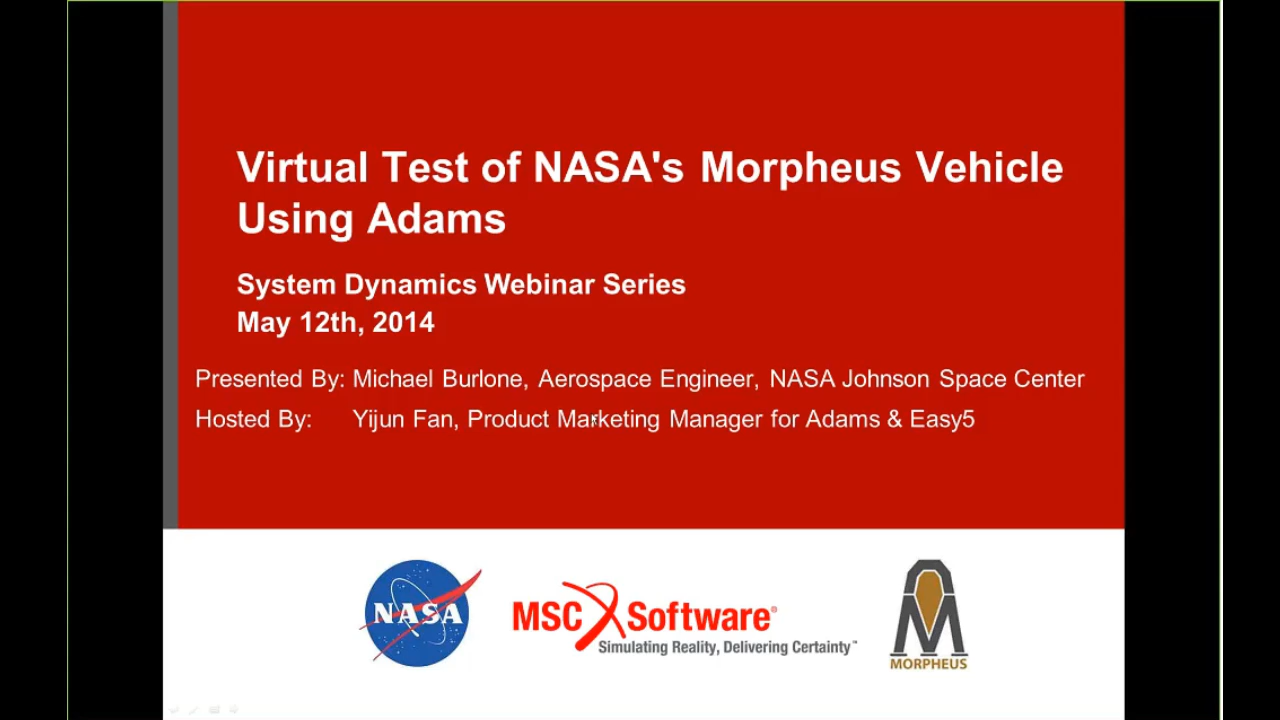 Virtual Test of NASA's Morpheus Vehicle
Using Adams
System Dynamics Webinar Series
May 12th, 2014
Presented By: Michael Burlone, Aerospace Engineer, NASA Johnson Space Center
Hosted By: Yijun Fan, Product Marketing Manager for Adams & Easy5
NASA
MSC Software®
Simulating Reality, Delivering Certainty™
MORPHEUS